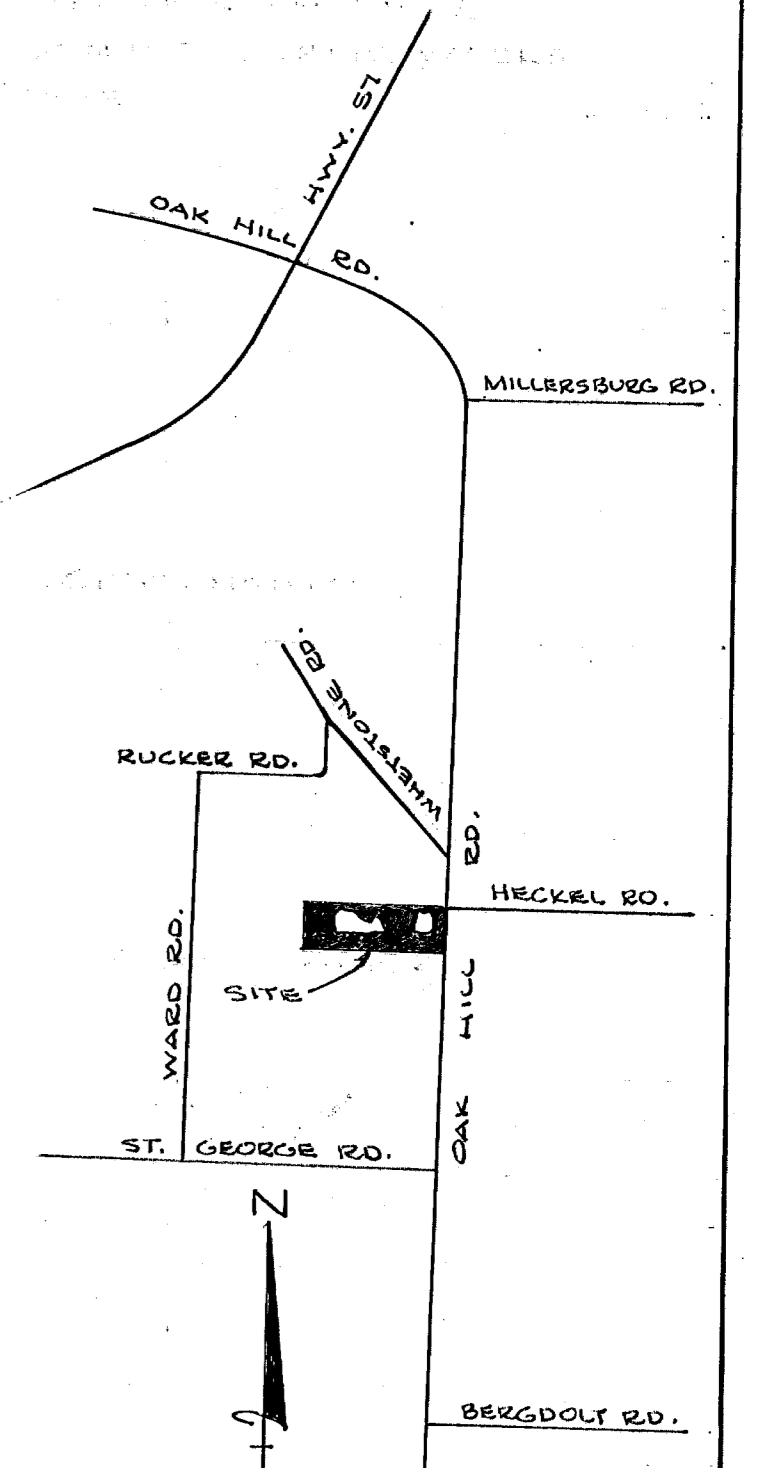 HWY. 57
OAK HILL RD.
MILLERSBURG RD.
WHETSTONE RD.
RUCKER RD.
OAK HILL RD.
HECKEL RD.
SITE
WARD RD.
ST. GEORGE RD.
N
BERGDOLT RD.